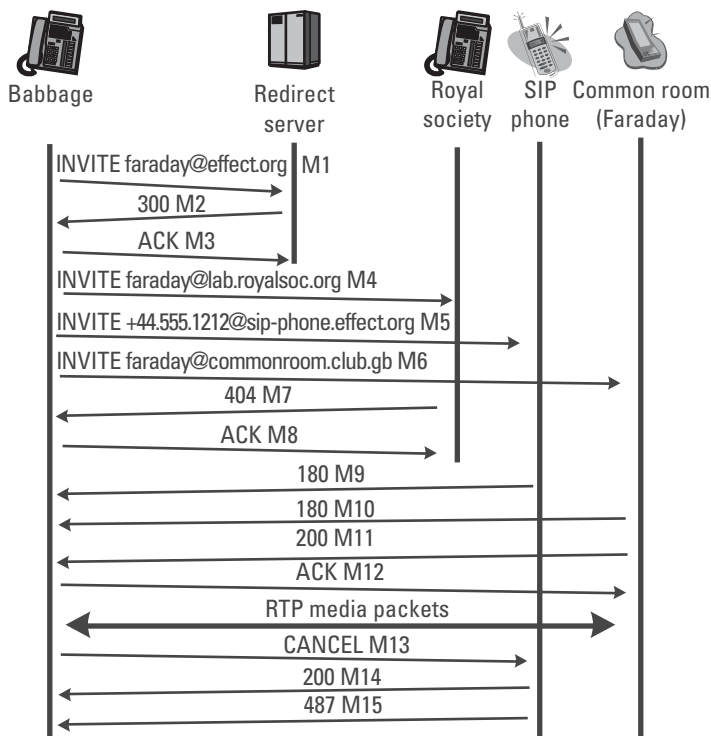 Babbage
Redirect
server
Royal
society
SIP
phone
Common room
(Faraday)
INVITE faraday@effect.org M1
300 M2
ACK M3
INVITE faraday@lab.royalsoc.org M4
INVITE +44.555.1212@sip-phone.effect.org M5
INVITE faraday@commonroom.club.gb M6
404 M7
ACK M8
180 M9
180 M10
200 M11
ACK M12
RTP media packets
CANCEL M13
200 M14
487 M15